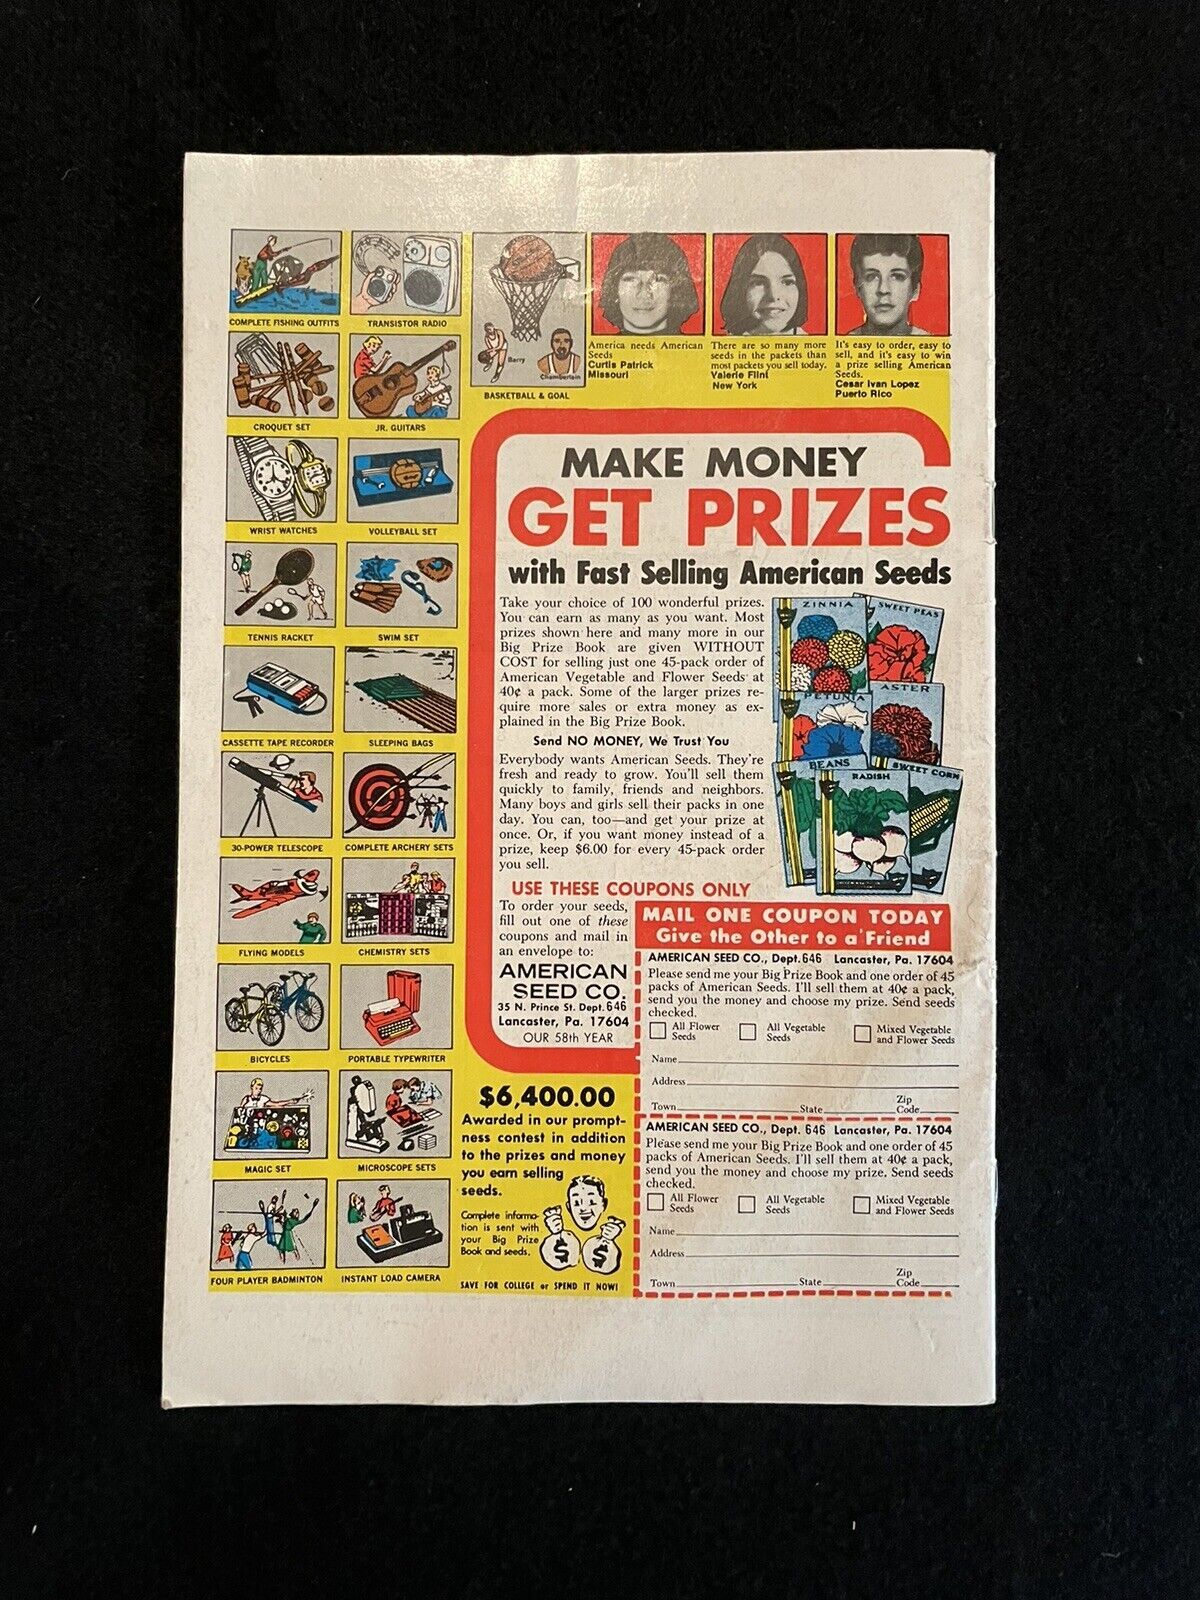 COMPLETE FISHING OUTFITS
TRANSISTOR RADIO
CROQUET SET
JR. GUITARS
WRIST WATCHES
VOLLEYBALL SET
TENNIS RACKET
SWIM SET
CASSETTE TAPE RECORDER
SLEEPING BAGS
30-POWER TELESCOPE
COMPLETE ARCHERY SETS
FLYING MODELS
CHEMISTRY SETS
BICYCLES
PORTABLE TYPEWRITER
MAGIC SET
MICROSCOPE SETS
FOUR PLAYER BADMINTON
INSTANT LOAD CAMERA
Barry
Chamberlain
BASKETBALL & GOAL
America needs American
Seeds
Curtis Patrick
Missouri
There are so many more
seeds in the packets than
most packets you sell today.
Valerie Flint
New York
It's easy to order, easy to
sell, and it's easy to win
a prize selling American
Seeds.
Cesar Ivan Lopez
Puerto Rico
MAKE MONEY
GET PRIZES
with Fast Selling American Seeds
Take your choice of 100 wonderful prizes.
You can earn as many as you want. Most
prizes shown here and many more in our
Big Prize Book are given WITHOUT
COST for selling just one 45-pack order of
American Vegetable and Flower Seeds at
40¢ a pack. Some of the larger prizes re-
quire more sales or extra money as ex-
plained in the Big Prize Book.
Send NO MONEY, We Trust You
Everybody wants American Seeds. They're
fresh and ready to grow. You'll sell them
quickly to family, friends and neighbors.
Many boys and girls sell their packs in one
day. You can, too—and get your prize at
once. Or, if you want money instead of a
prize, keep $6.00 for every 45-pack order
you sell.
ZINNIA
SWEET PEAS
PETUNIA
ASTER
BEANS
RADISH
SWEET CORN
USE THESE COUPONS ONLY
To order your seeds,
fill out one of these
coupons and mail in
an envelope to:
AMERICAN
SEED CO.
35 N. Prince St. Dept. 646
Lancaster, Pa. 17604
OUR 58th YEAR
MAIL ONE COUPON TODAY
Give the Other to a Friend
AMERICAN SEED CO., Dept. 646 Lancaster, Pa. 17604
Please send me your Big Prize Book and one order of 45
packs of American Seeds. I'll sell them at 40¢ a pack,
send you the money and choose my prize. Send seeds
checked.
All Flower Seeds
All Vegetable Seeds
Mixed Vegetable and Flower Seeds
Name
Address
Town State Zip Code
AMERICAN SEED CO., Dept. 646 Lancaster, Pa. 17604
Please send me your Big Prize Book and one order of 45
packs of American Seeds. I'll sell them at 40¢ a pack,
send you the money and choose my prize. Send seeds
checked.
All Flower Seeds
All Vegetable Seeds
Mixed Vegetable and Flower Seeds
Name
Address
Town State Zip Code
$6,400.00
Awarded in our prompt-
ness contest in addition
to the prizes and money
you earn selling
seeds.
Complete informa-
tion is sent with
your Big Prize
Book and seeds.
$ $
SAVE FOR COLLEGE or SPEND IT NOW!